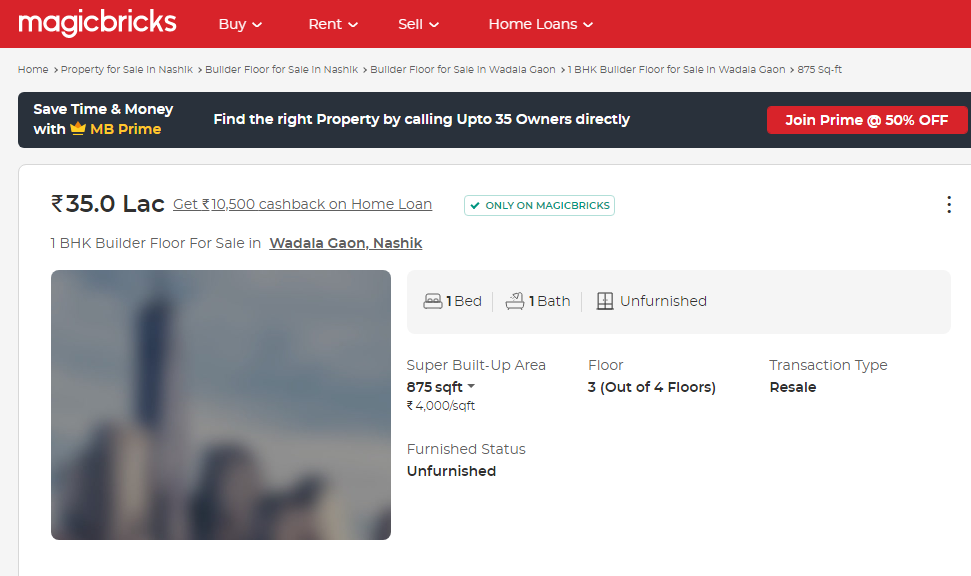 magicbricks
Buy Rent Sell Home Loans
Home > Property for Sale in Nashik > Builder Floor for Sale in Nashik > Builder Floor for Sale in Wadala Gaon > 1 BHK Builder Floor for Sale in Wadala Gaon > 875 Sq-ft
Save Time & Money
with MB Prime
Find the right Property by calling Upto 35 Owners directly
Join Prime @ 50% OFF
₹35.0 Lac Get ₹10,500 cashback on Home Loan
ONLY ON MAGICBRICKS
1 BHK Builder Floor For Sale in Wadala Gaon, Nashik
1 Bed 1 Bath Unfurnished
Super Built-Up Area
875 sqft
₹4,000/sqft
Floor
3 (Out of 4 Floors)
Transaction Type
Resale
Furnished Status
Unfurnished